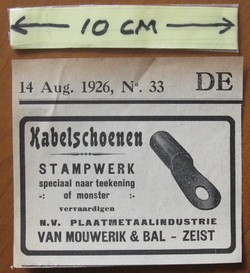 10 CM
14 Aug. 1926, Nº. 33 DE
Kabelschoenen
STAMPWERK
speciaal naar teekening
-: of monster :-
vervaardigen
N.V. PLAATMETAALINDUSTRIE
VAN MOUWERIK & BAL - ZEIST